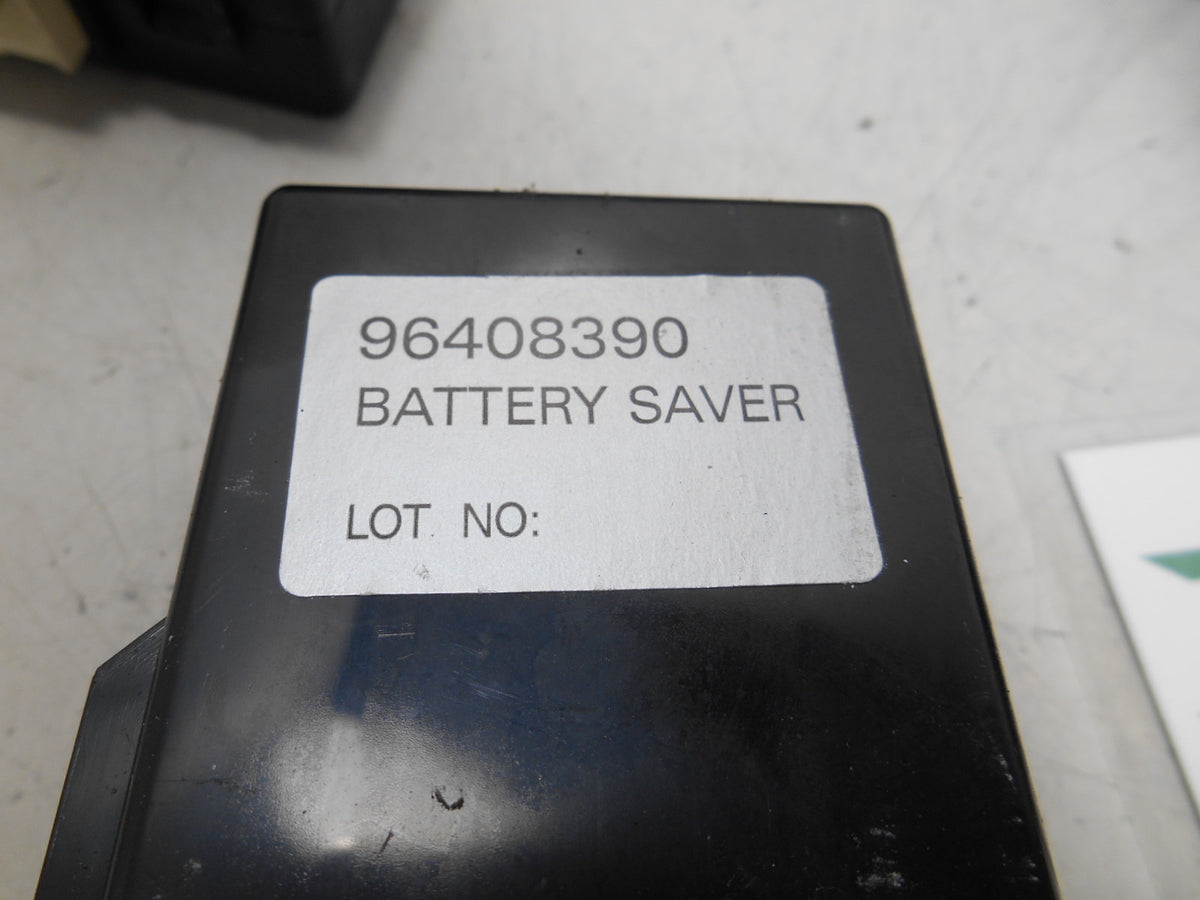 96408390
BATTERY SAVER
LOT NO: